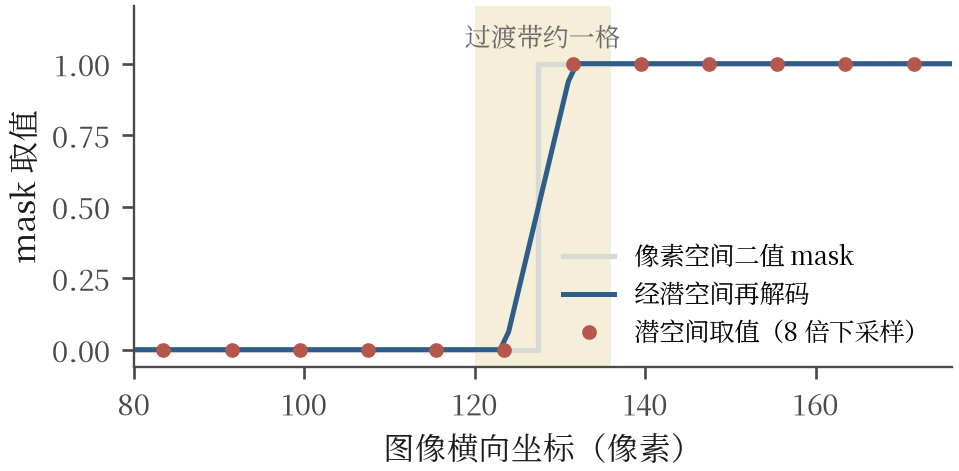 过渡带约一格
mask 取值
1.00
0.75
0.50
0.25
0.00
像素空间二值 mask
经潜空间再解码
潜空间取值（8 倍下采样）
80 100 120 140 160
图像横向坐标（像素）